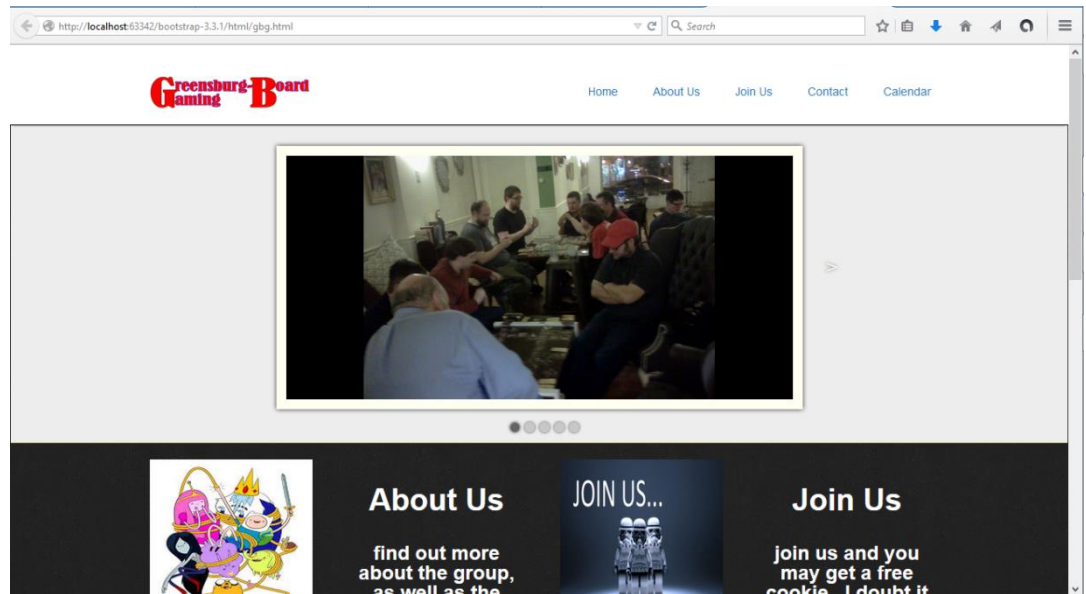 http://localhost:63342/bootstrap-3.3.1/html/gbg.html
Search
Greensburg-Board
Gaming
Home About Us Join Us Contact Calendar
>
About Us
find out more
about the group,
as well as the
JOIN US...
Join Us
join us and you
may get a free
cookie. I doubt it